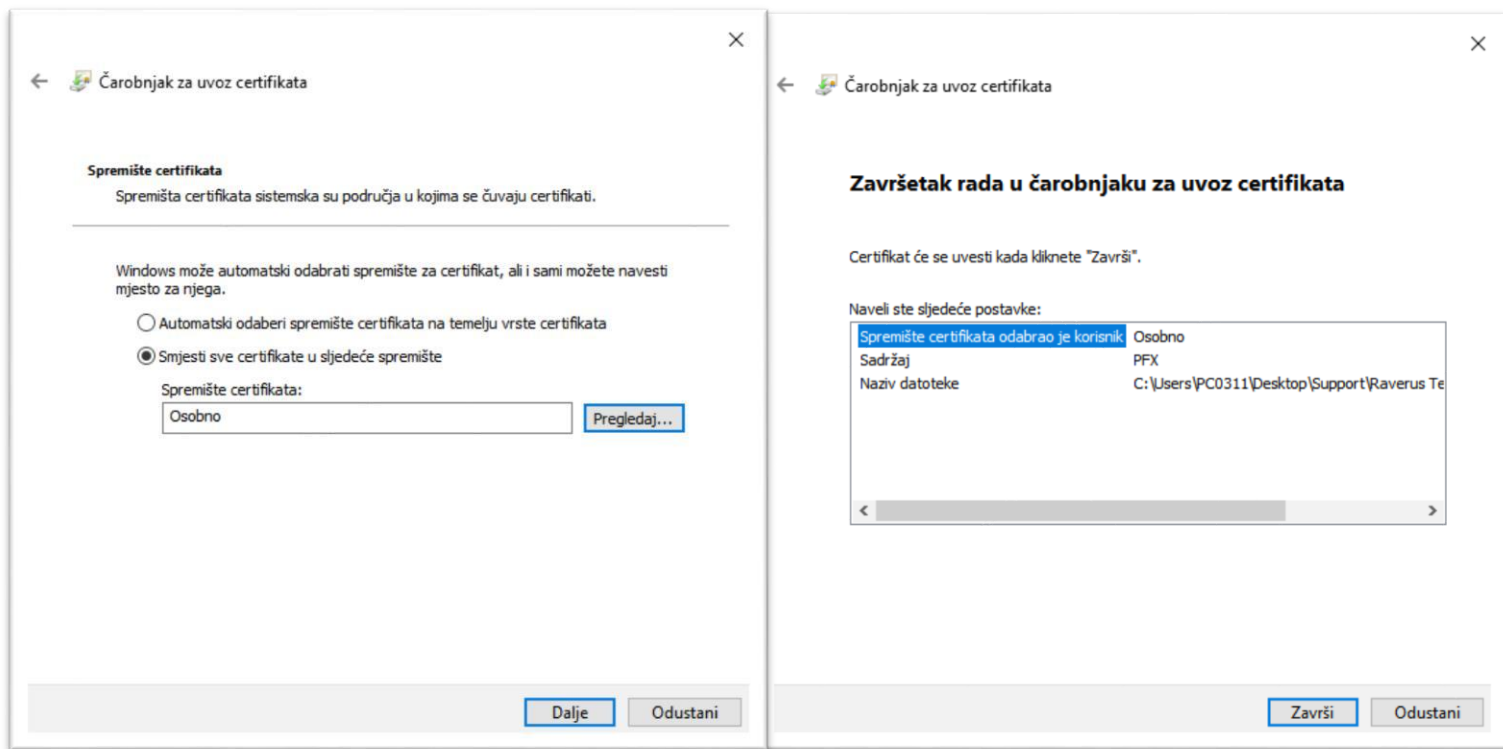 Čarobnjak za uvoz certifikata
Spremište certifikata
Spremišta certifikata sistemska su područja u kojima se čuvaju certifikati.
Windows može automatski odabrati spremište za certifikat, ali i sami možete navesti
mjesto za njega.
Automatski odaberi spremište certifikata na temelju vrste certifikata
Smjesti sve certifikate u sljedeće spremište
Spremište certifikata:
Osobno
Pregledaj...
Dalje
Odustani
Čarobnjak za uvoz certifikata
Završetak rada u čarobnjaku za uvoz certifikata
Certifikat će se uvesti kada kliknete "Završi".
Naveli ste sljedeće postavke:
Spremište certifikata odabrao je korisnik Osobno
Sadržaj PFX
Naziv datoteke C:\Users\PC0311\Desktop\Support\Raverus Te
Završi
Odustani